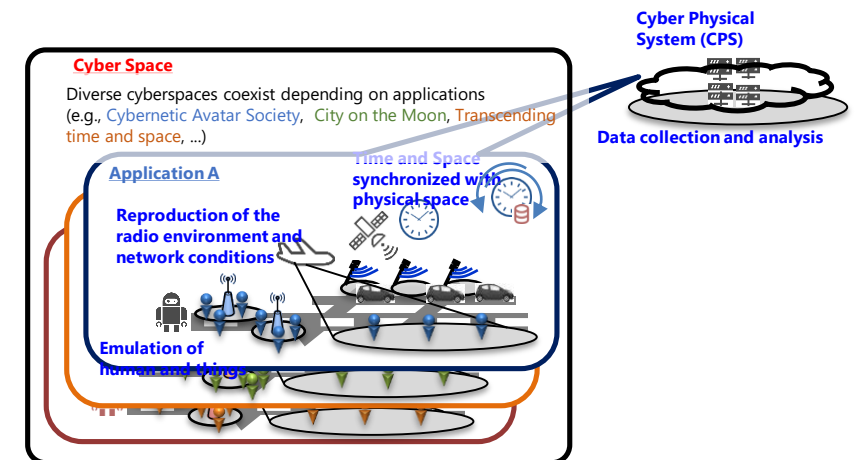 Cyber Physical
System (CPS)
Cyber Space
Diverse cyberspaces coexist depending on applications
(e.g., Cybernetic Avatar Society, City on the Moon, Transcending
time and space, ...)
Data collection and analysis
Application A
Time and Space
synchronized with
physical space
Reproduction of the
radio environment and
network conditions
Emulation of
human and things